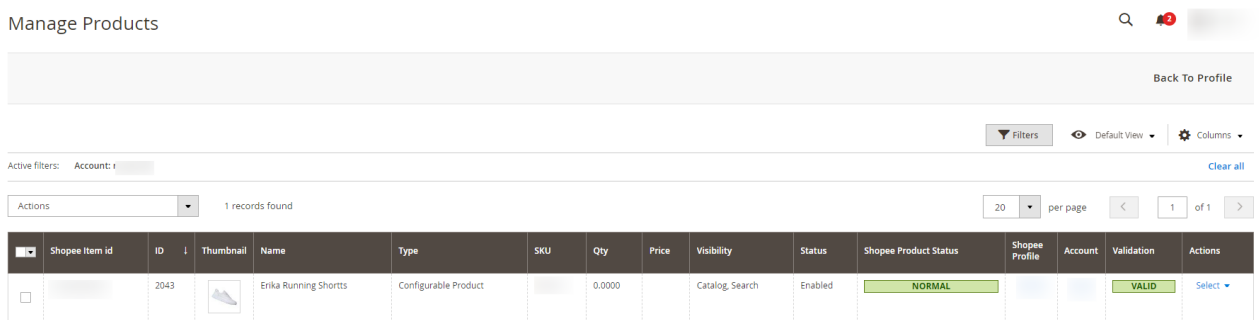 Manage Products
2
Back To Profile
Filters
Default View
Columns
Active filters: Account:
Clear all
Actions
1 records found
20
per page
1
of 1
Shopee Item id ID ↓ Thumbnail Name Type SKU Qty Price Visibility Status Shopee Product Status Shopee Profile Account Validation Actions
2043 Erika Running Shortts Configurable Product 0.0000 Catalog, Search Enabled NORMAL VALID Select